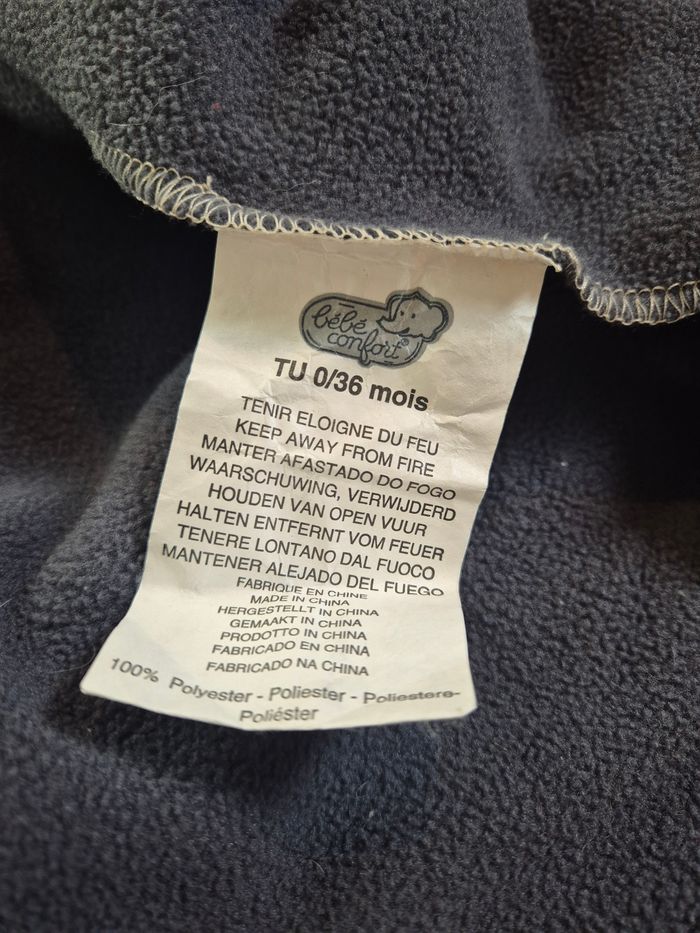 bébé
confort®
TU 0/36 mois
TENIR ELOIGNE DU FEU
KEEP AWAY FROM FIRE
MANTER AFASTADO DO FOGO
WAARSCHUWING, VERWIJDERD
HOUDEN VAN OPEN VUUR
HALTEN ENTFERNT VOM FEUER
TENERE LONTANO DAL FUOCO
MANTENER ALEJADO DEL FUEGO
FABRIQUE EN CHINE
MADE IN CHINA
HERGESTELLT IN CHINA
GEMAAKT IN CHINA
PRODOTTO IN CHINA
FABRICADO EN CHINA
FABRICADO NA CHINA
100% Polyester - Poliester - Poliestere-
Poliéster